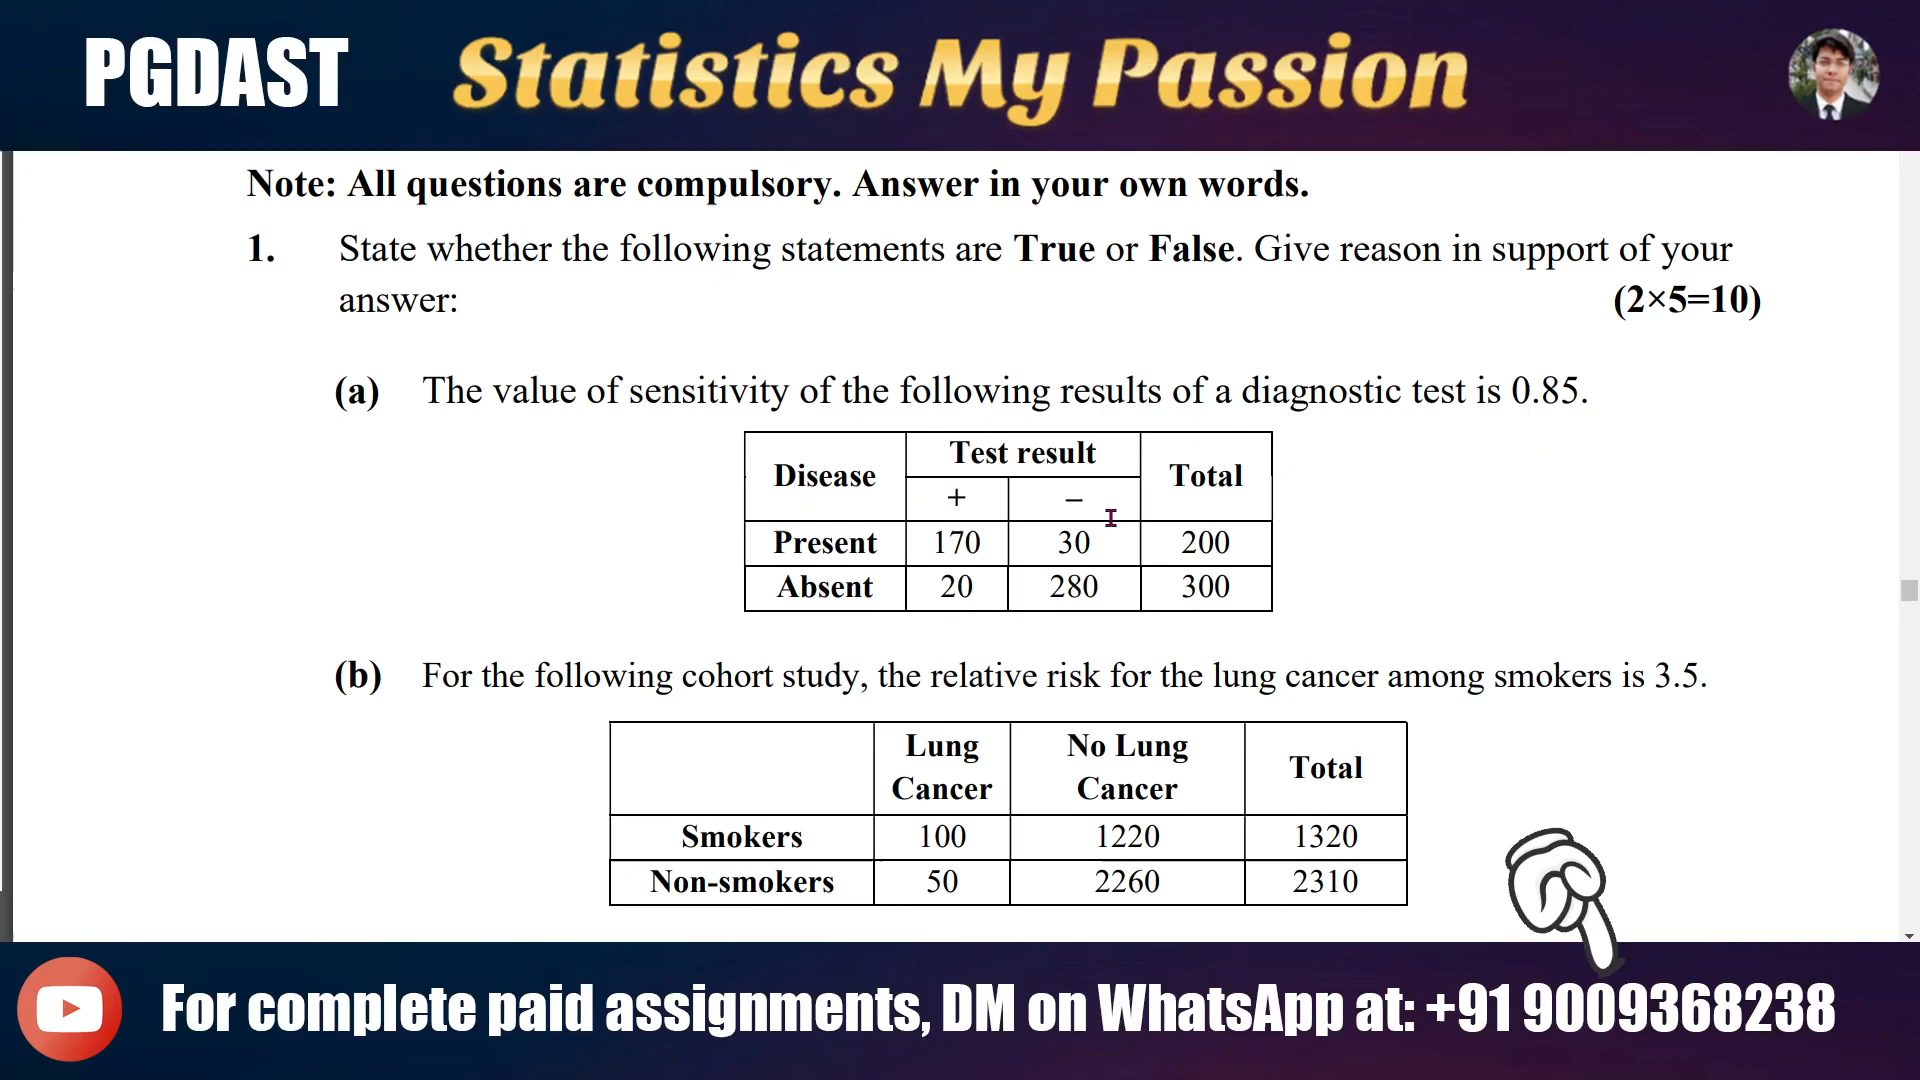 PGDAST Statistics My Passion
Note: All questions are compulsory. Answer in your own words.
1. State whether the following statements are True or False. Give reason in support of your
answer: (2×5=10)
(a) The value of sensitivity of the following results of a diagnostic test is 0.85.
Disease Test result Total
+ –
Present 170 30 200
Absent 20 280 300
(b) For the following cohort study, the relative risk for the lung cancer among smokers is 3.5.
Lung Cancer No Lung Cancer Total
Smokers 100 1220 1320
Non-smokers 50 2260 2310
For complete paid assignments, DM on WhatsApp at: +91 9009368238